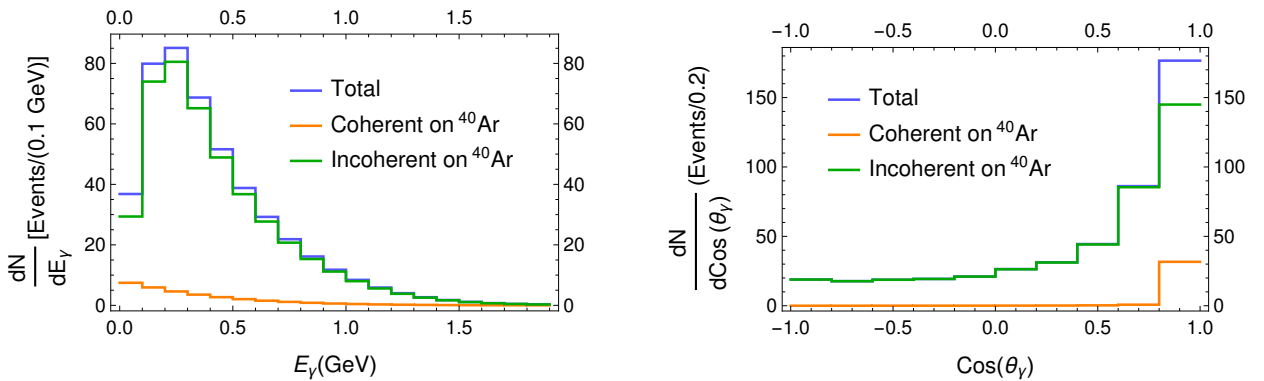 0.0 0.5 1.0 1.5
80 60 40 20 0
dN
dEγ
[Events/(0.1 GeV)]
Total
Coherent on 40Ar
Incoherent on 40Ar
80 60 40 20 0
0.0 0.5 1.0 1.5
Eγ(GeV)
−1.0 −0.5 0.0 0.5 1.0
150 100 50 0
dN
dCos(θγ)
(Events/0.2)
Total
Coherent on 40Ar
Incoherent on 40Ar
150 100 50 0
-1.0 -0.5 0.0 0.5 1.0
Cos(θγ)